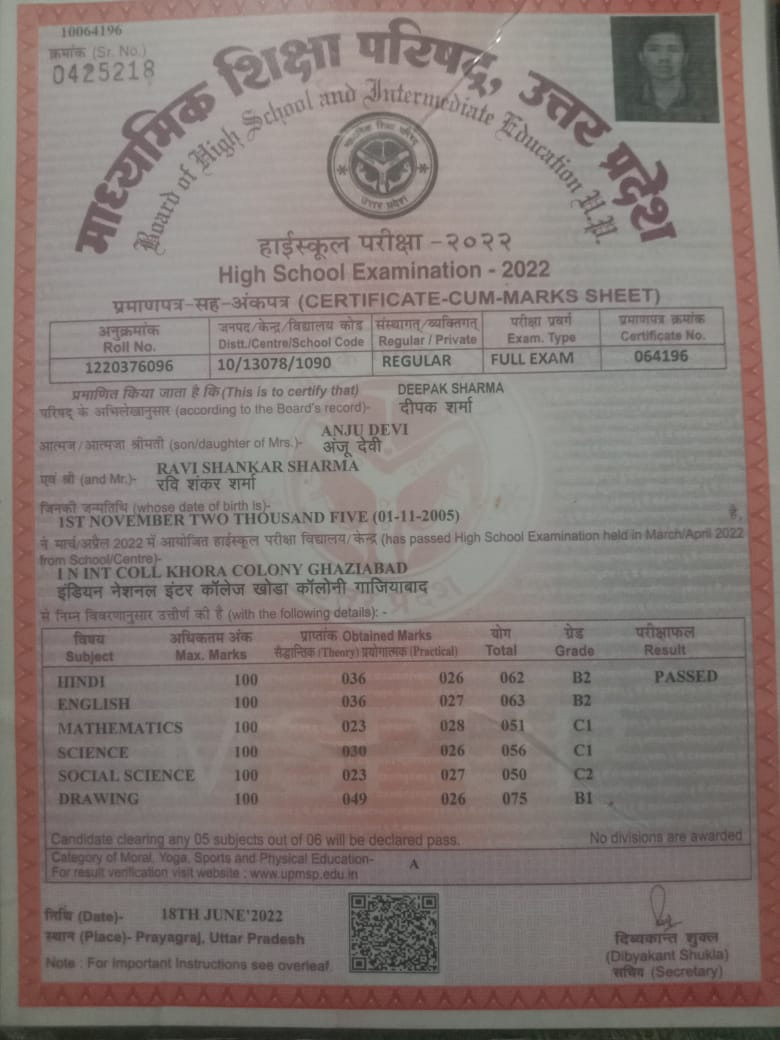 10064196
क्रमांक (Sr. No.)
0425218
माध्यमिक शिक्षा परिषद्, उत्तर प्रदेश
Board of High School and Intermediate Education U.P.
माध्यमिक शिक्षा परिषद्
उत्तर प्रदेश
हाईस्कूल परीक्षा - २०२२
High School Examination - 2022
प्रमाणपत्र-सह-अंकपत्र (CERTIFICATE-CUM-MARKS SHEET)
अनुक्रमांक जनपद/केन्द्र/विद्यालय कोड संस्थागत्/व्यक्तिगत् परीक्षा प्रवर्ग प्रमाणपत्र क्रमांक
Roll No. Distt./Centre/School Code Regular / Private Exam. Type Certificate No.
1220376096 10/13078/1090 REGULAR FULL EXAM 064196
प्रमाणित किया जाता है कि (This is to certify that) DEEPAK SHARMA
परिषद् के अभिलेखानुसार (according to the Board's record)- दीपक शर्मा
ANJU DEVI
आत्मज/आत्मजा श्रीमती (son/daughter of Mrs.)- अंजू देवी
RAVI SHANKAR SHARMA
एवं श्री (and Mr.)- रवि शंकर शर्मा
जिनकी जन्मतिथि (whose date of birth is)-
1ST NOVEMBER TWO THOUSAND FIVE (01-11-2005) है,
ने मार्च/अप्रैल 2022 में आयोजित हाईस्कूल परीक्षा विद्यालय/केन्द्र (has passed High School Examination held in March/April 2022
from School/Centre)-
I N INT COLL KHORA COLONY GHAZIABAD
इंडियन नेशनल इंटर कॉलेज खोडा कॉलोनी गाजियाबाद
से निम्न विवरणानुसार उत्तीर्ण की है (with the following details): -
विषय अधिकतम अंक प्राप्तांक Obtained Marks योग ग्रेड परीक्षाफल
Subject Max. Marks सैद्धान्तिक (Theory) प्रयोगात्मक (Practical) Total Grade Result
HINDI 100 036 026 062 B2 PASSED
ENGLISH 100 036 027 063 B2
MATHEMATICS 100 023 028 051 C1
SCIENCE 100 030 026 056 C1
SOCIAL SCIENCE 100 023 027 050 C2
DRAWING 100 049 026 075 B1
Candidate clearing any 05 subjects out of 06 will be declared pass. No divisions are awarded
Category of Moral, Yoga, Sports and Physical Education- A
For result verification visit website : www.upmsp.edu.in
तिथि (Date)- 18TH JUNE'2022
स्थान (Place)- Prayagraj, Uttar Pradesh
दिव्यकान्त शुक्ल
(Dibyakant Shukla)
सचिव (Secretary)
Note : For Important Instructions see overleaf.